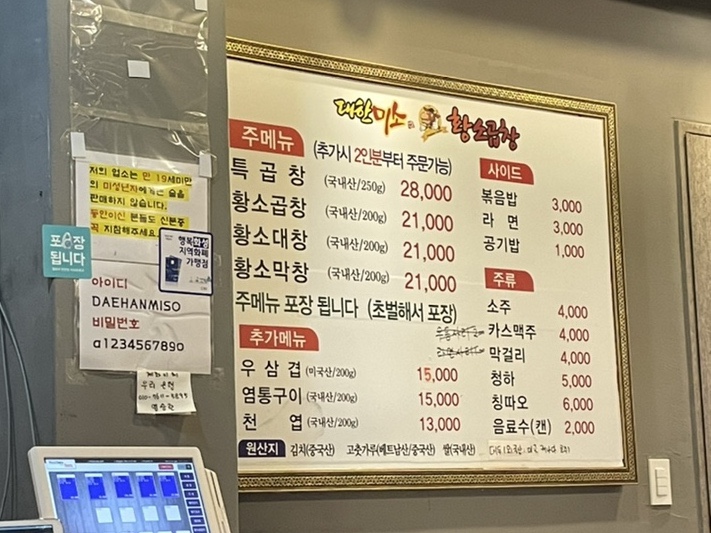 대한미소 황소곱창
주메뉴 (추가시 2인분부터 주문가능)
특곱창 (국내산/250g) 28,000
황소곱창 (국내산/200g) 21,000
황소대창 (국내산/200g) 21,000
황소막창 (국내산/200g) 21,000
주메뉴 포장 됩니다 (초벌해서 포장)
추가메뉴
우삼겹 (미국산/200g) 15,000
염통구이 (국내산/200g) 15,000
천엽 (국내산/200g) 13,000
사이드
볶음밥 3,000
라면 3,000
공기밥 1,000
주류
소주 4,000
카스맥주 4,000
막걸리 4,000
청하 5,000
칭따오 6,000
음료수(캔) 2,000
원산지 김치(중국산) 고춧가루(베트남산/중국산) 쌀(국내산)
저희 업소는 만 19세미만
의 미성년자에게는 술을
판매하지 않습니다.
동안이신 분들도 신분증
꼭 지참해주세요
포장
됩니다
행복화성
지역화폐
가맹점
아이디
DAEHANMISO
비밀번호
a1234567890